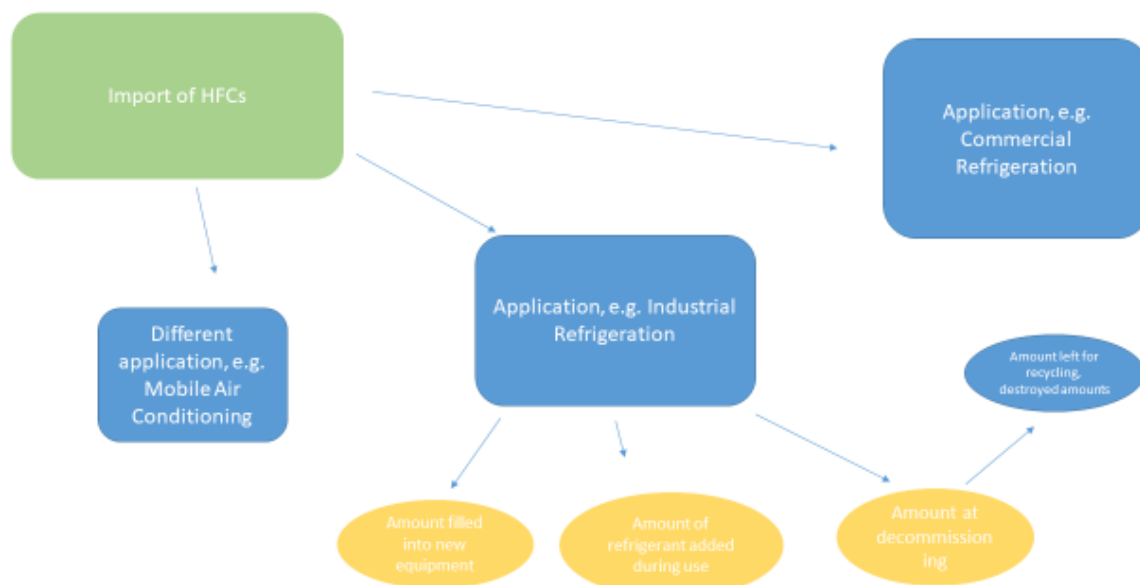 Import of HFCs
Application, e.g.
Commercial
Refrigeration
Application, e.g. Industrial
Refrigeration
Different
application, e.g.
Mobile Air
Conditioning
Amount left for
recycling,
destroyed amounts
Amount filled
into new
equipment
Amount of
refrigerant added
during use
Amount at
decommission
ing